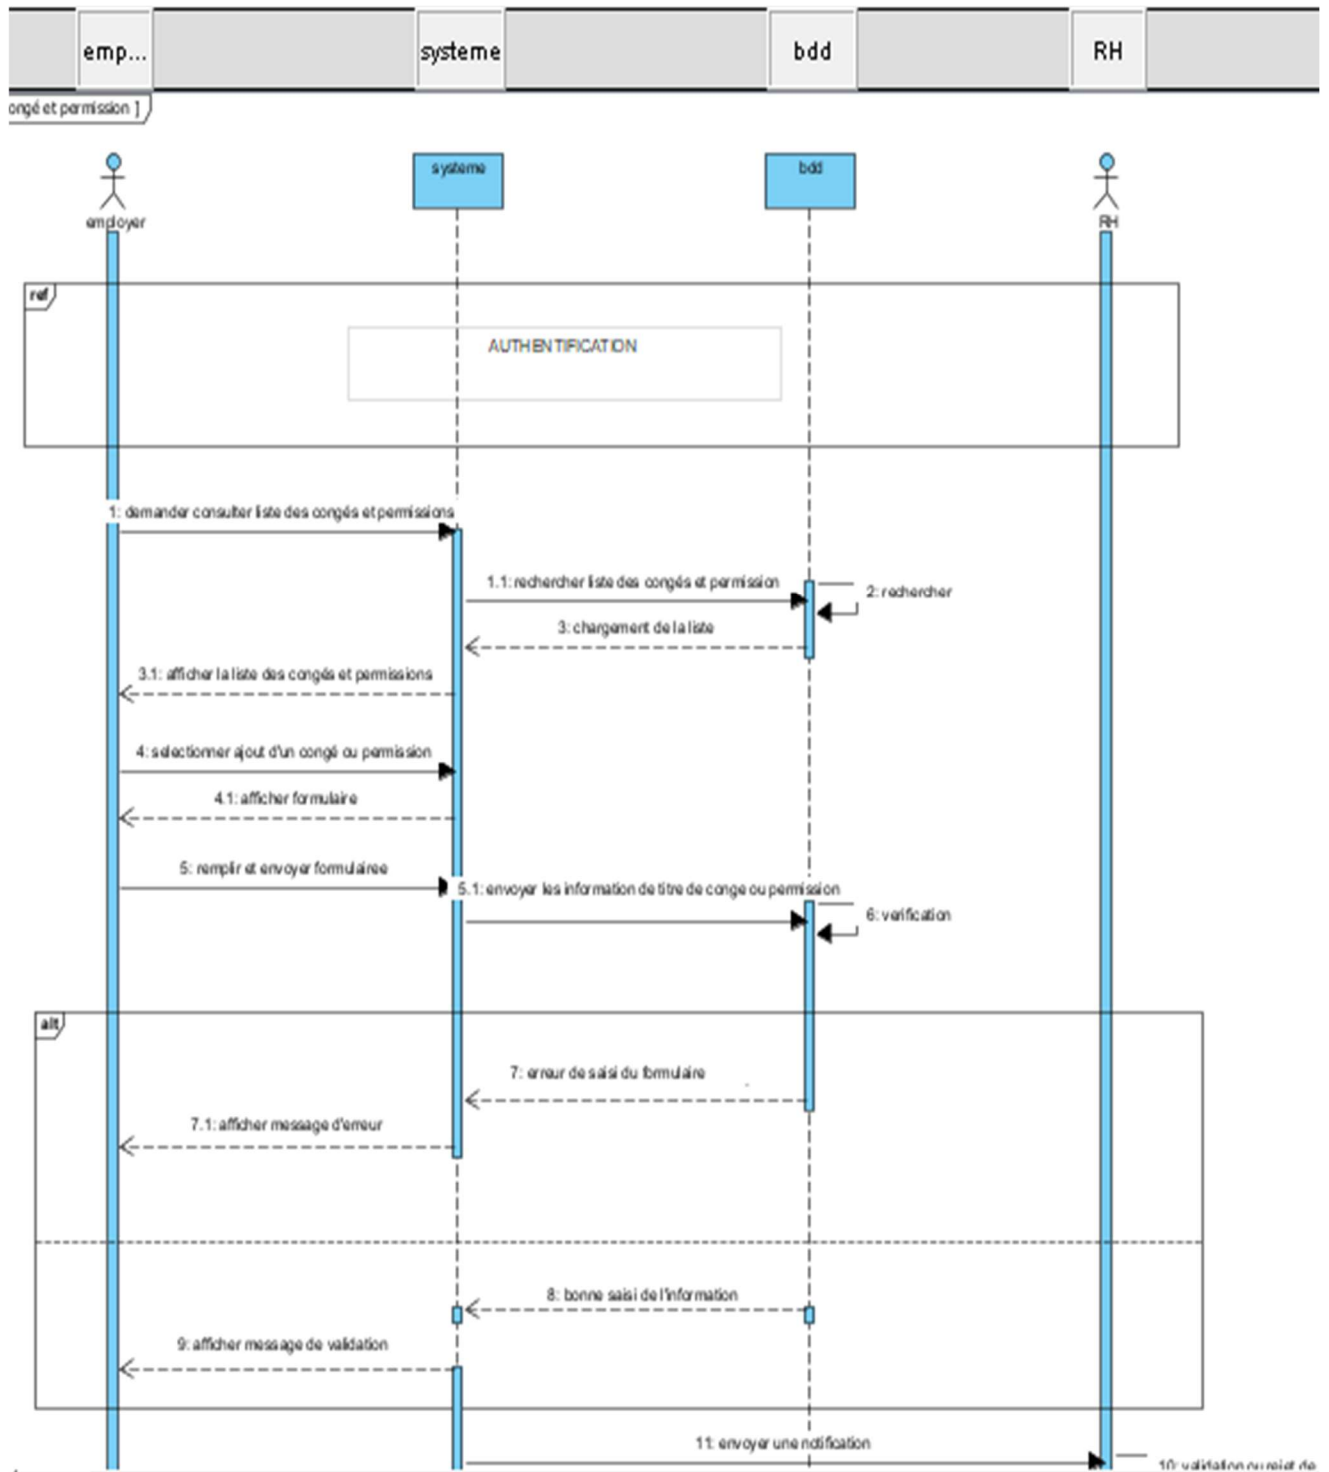 emp...
systeme
bdd
RH
ongé et permission ]
systeme
bdd
employer
RH
ref
AUTHENTIFICATION
1: demander consulter liste des congés et permissions
1.1: rechercher liste des congés et permission
2: rechercher
3: chargement de la liste
3.1: afficher la liste des congés et permissions
4: selectionner ajout d'un congé ou permission
4.1: afficher formulaire
5: remplir et envoyer formulairee
5.1: envoyer les information de titre de conge ou permission
6: verification
alt
7: erreur de saisi du formulaire
7.1: afficher message d'erreur
8: bonne saisi de l'information
9: afficher message de validation
11: envoyer une notification
10: validation ou rejet de